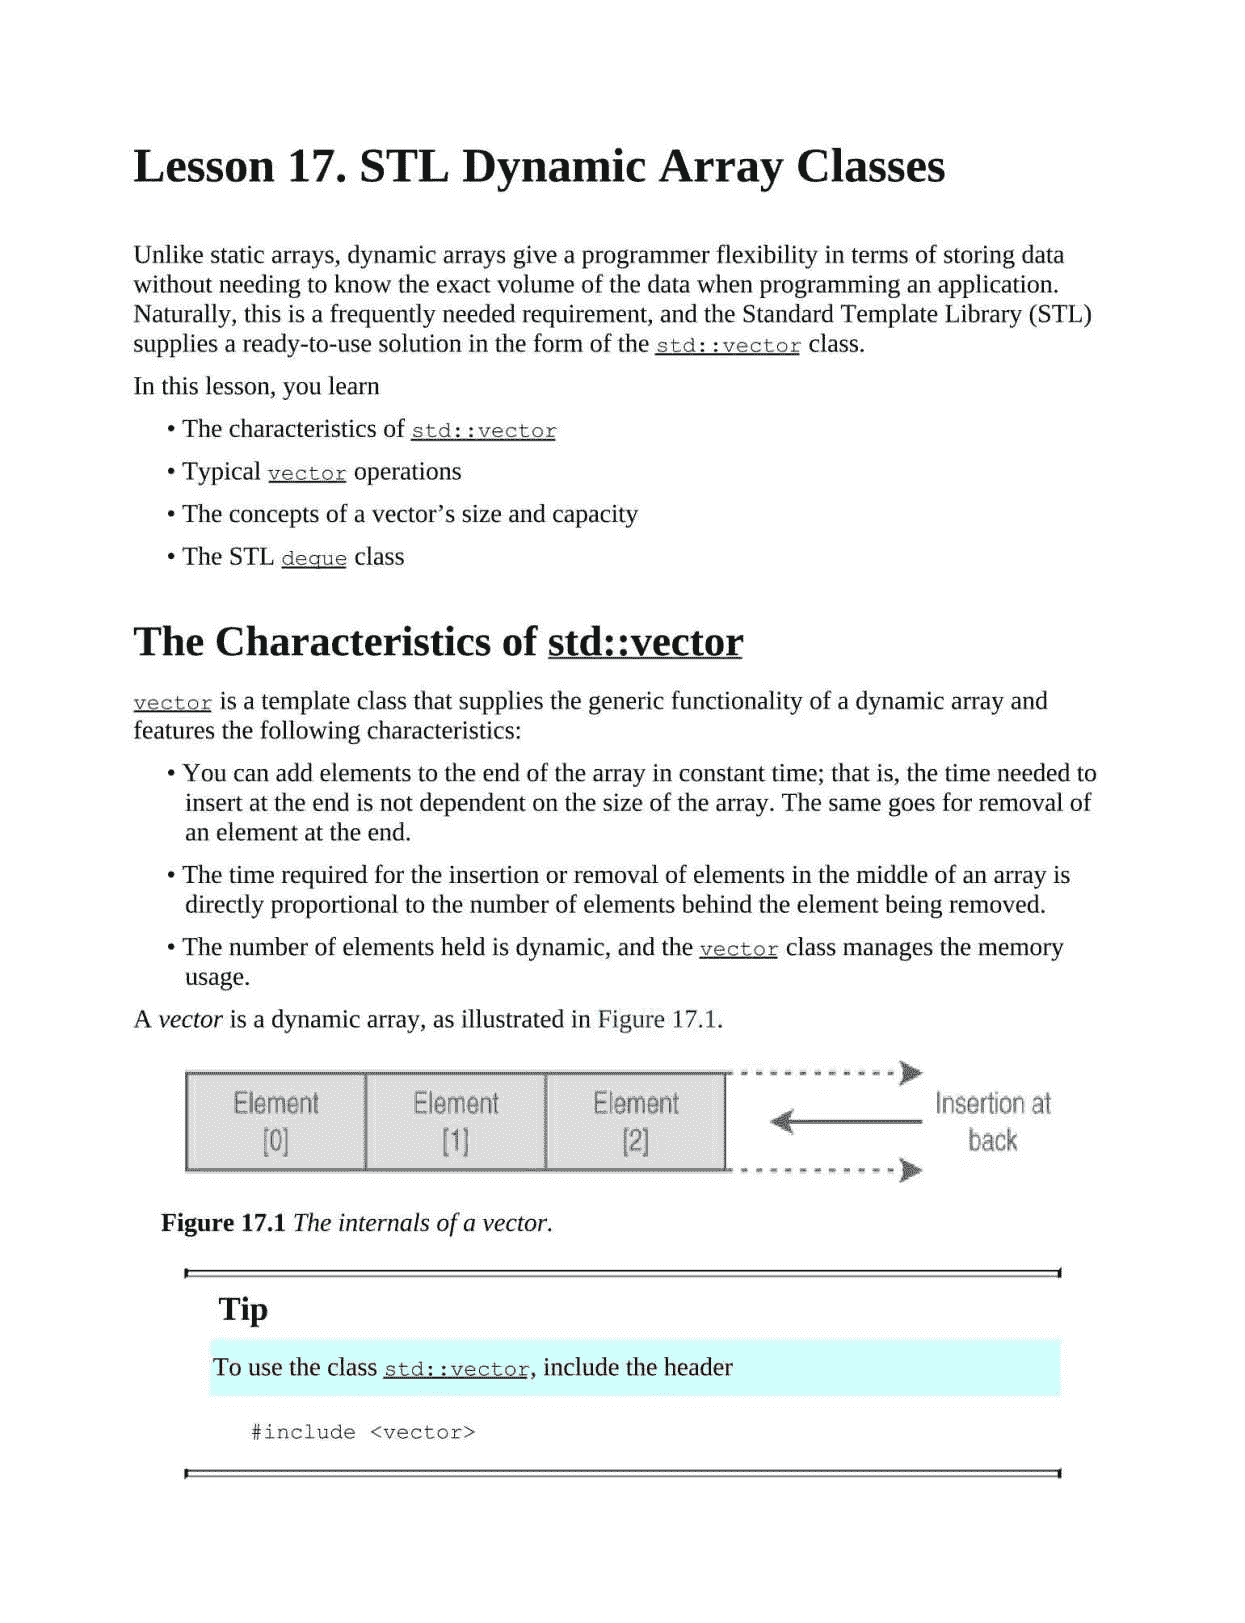 Lesson 17. STL Dynamic Array Classes
Unlike static arrays, dynamic arrays give a programmer flexibility in terms of storing data
without needing to know the exact volume of the data when programming an application.
Naturally, this is a frequently needed requirement, and the Standard Template Library (STL)
supplies a ready-to-use solution in the form of the std::vector class.
In this lesson, you learn
• The characteristics of std::vector
• Typical vector operations
• The concepts of a vector’s size and capacity
• The STL deque class
The Characteristics of std::vector
vector is a template class that supplies the generic functionality of a dynamic array and
features the following characteristics:
• You can add elements to the end of the array in constant time; that is, the time needed to
insert at the end is not dependent on the size of the array. The same goes for removal of
an element at the end.
• The time required for the insertion or removal of elements in the middle of an array is
directly proportional to the number of elements behind the element being removed.
• The number of elements held is dynamic, and the vector class manages the memory
usage.
A vector is a dynamic array, as illustrated in Figure 17.1.
Element Element Element Insertion at
[0] [1] [2] back
Figure 17.1 The internals of a vector.
Tip
To use the class std::vector, include the header
#include <vector>